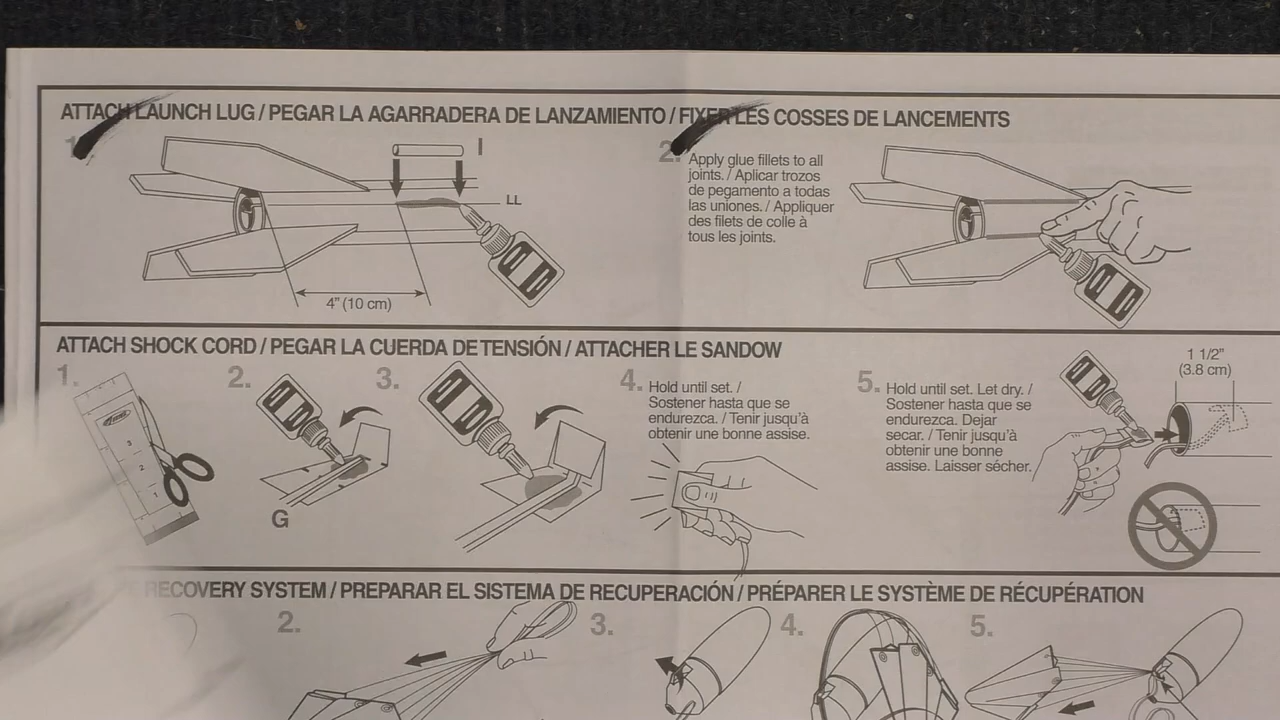 ATTACH LAUNCH LUG / PEGAR LA AGARRADERA DE LANZAMIENTO / FIXER LES COSSES DE LANCEMENTS
1.
I
LL
4" (10 cm)
2.
Apply glue fillets to all
joints. / Aplicar trozos
de pegamento a todas
las uniones. / Appliquer
des filets de colle à
tous les joints.
ATTACH SHOCK CORD / PEGAR LA CUERDA DE TENSIÓN / ATTACHER LE SANDOW
1.
3
2
1
2.
G
3.
4.
Hold until set. /
Sostener hasta que se
endurezca. / Tenir jusqu'à
obtenir une bonne assise.
5.
Hold until set. Let dry. /
Sostener hasta que se
endurezca. Dejar
secar. / Tenir jusqu'à
obtenir une bonne
assise. Laisser sécher.
1 1/2"
(3.8 cm)
RECOVERY SYSTEM / PREPARAR EL SISTEMA DE RECUPERACIÓN / PRÉPARER LE SYSTÈME DE RÉCUPÉRATION
2.
3.
4.
5.